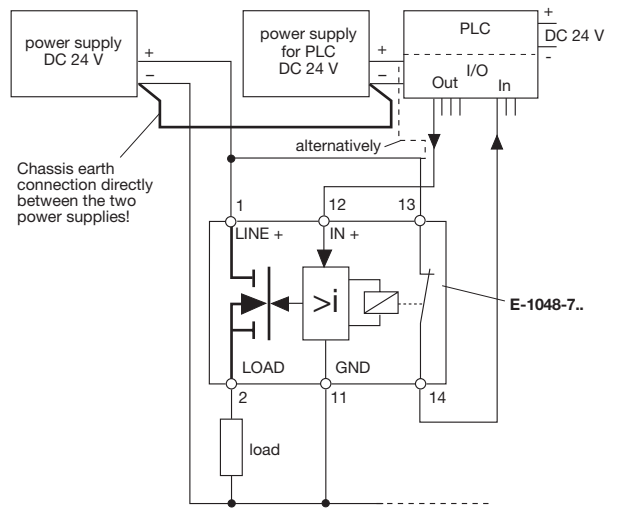 power supply
DC 24 V
+
−
power supply
for PLC
DC 24 V
+
−
PLC
I/O
Out
In
+
DC 24 V
-
alternatively
Chassis earth
connection directly
between the two
power supplies!
1
12
13
LINE +
IN +
>i
E-1048-7..
LOAD
GND
2
11
14
load